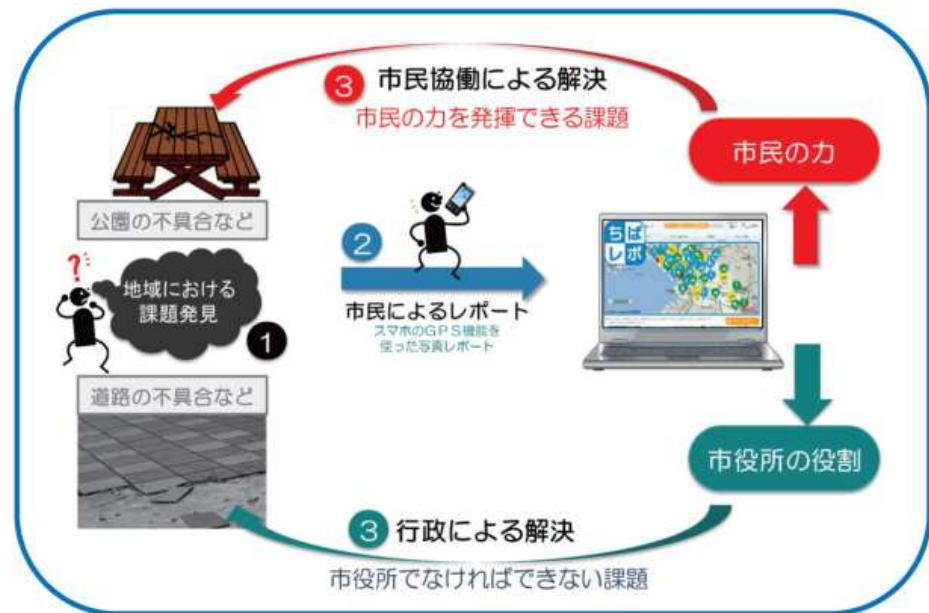 3 市民協働による解決
市民の力を発揮できる課題
市民の力
公園の不具合など
?
地域における
課題発見
1
2
市民によるレポート
スマホのGPS機能を
使った写真レポート
ちば
レポ
道路の不具合など
市役所の役割
3 行政による解決
市役所でなければできない課題